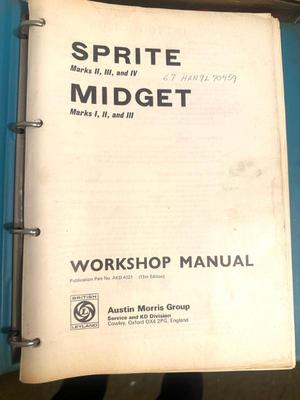 SPRITE
Marks II, III, and IV
67 HAN9L 90459
MIDGET
Marks I, II, and III
WORKSHOP MANUAL
Publication Part No. AKD 4021 (13th Edition)
BRITISH
LEYLAND
Austin Morris Group
Service and KD Division
Cowley, Oxford OX4 2PG, England